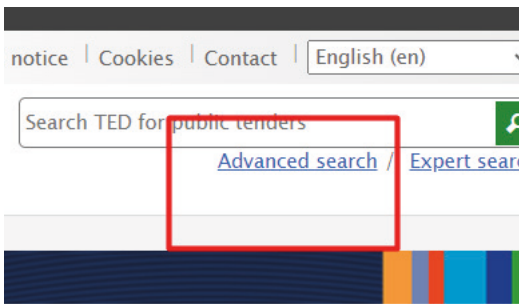 notice | Cookies | Contact | English (en)
Search TED for public tenders
Advanced search / Expert sear